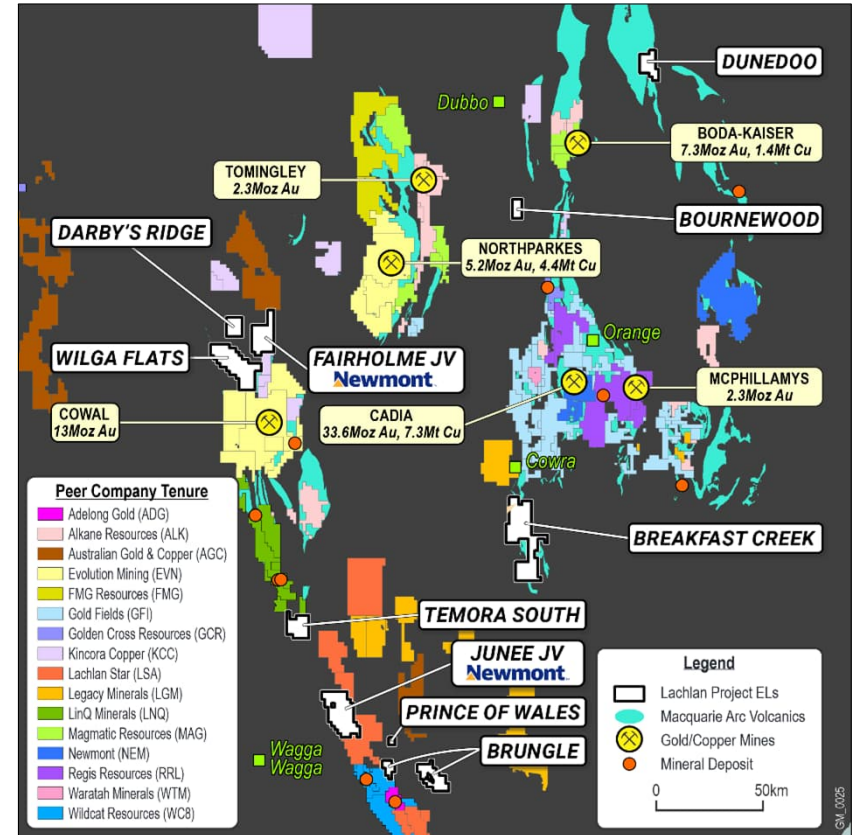 DUNEDOO
Dubbo
BODA-KAISER
7.3Moz Au, 1.4Mt Cu
TOMINGLEY
2.3Moz Au
BOURNEWOOD
DARBY'S RIDGE
NORTHPARKES
5.2Moz Au, 4.4Mt Cu
Orange
WILGA FLATS
FAIRHOLME JV
Newmont™
MCPHILLAMYS
2.3Moz Au
COWAL
13Moz Au
CADIA
33.6Moz Au, 7.3Mt Cu
Cowra
BREAKFAST CREEK
Peer Company Tenure
Adelong Gold (ADG)
Alkane Resources (ALK)
Australian Gold & Copper (AGC)
Evolution Mining (EVN)
FMG Resources (FMG)
Gold Fields (GFI)
Golden Cross Resources (GCR)
Kincora Copper (KCC)
Lachlan Star (LSA)
Legacy Minerals (LGM)
LinQ Minerals (LNQ)
Magmatic Resources (MAG)
Newmont (NEM)
Regis Resources (RRL)
Waratah Minerals (WTM)
Wildcat Resources (WC8)
TEMORA SOUTH
JUNEE JV
Newmont™
PRINCE OF WALES
Wagga
Wagga
BRUNGLE
Legend
Lachlan Project ELs
Macquarie Arc Volcanics
Gold/Copper Mines
Mineral Deposit
0 50km
GM_0025